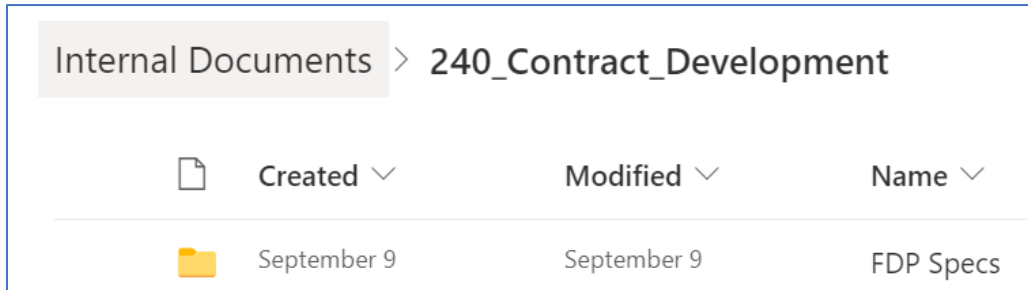 Internal Documents > 240_Contract_Development
Created Modified Name
September 9 September 9 FDP Specs